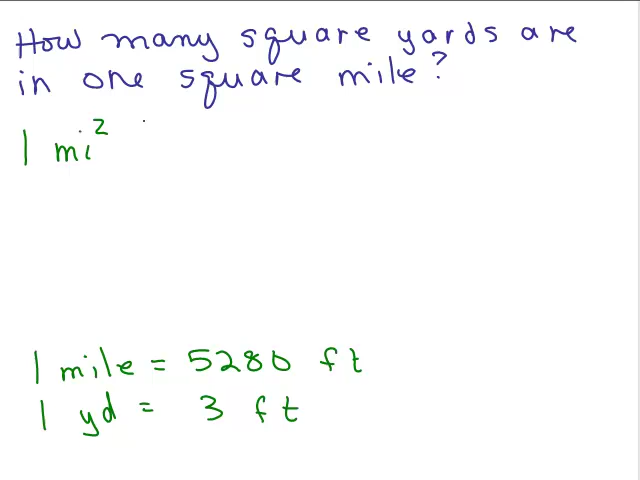 How many square yards are
in one square mile?
1 mi²
1 mile = 5280 ft
1 yd = 3 ft